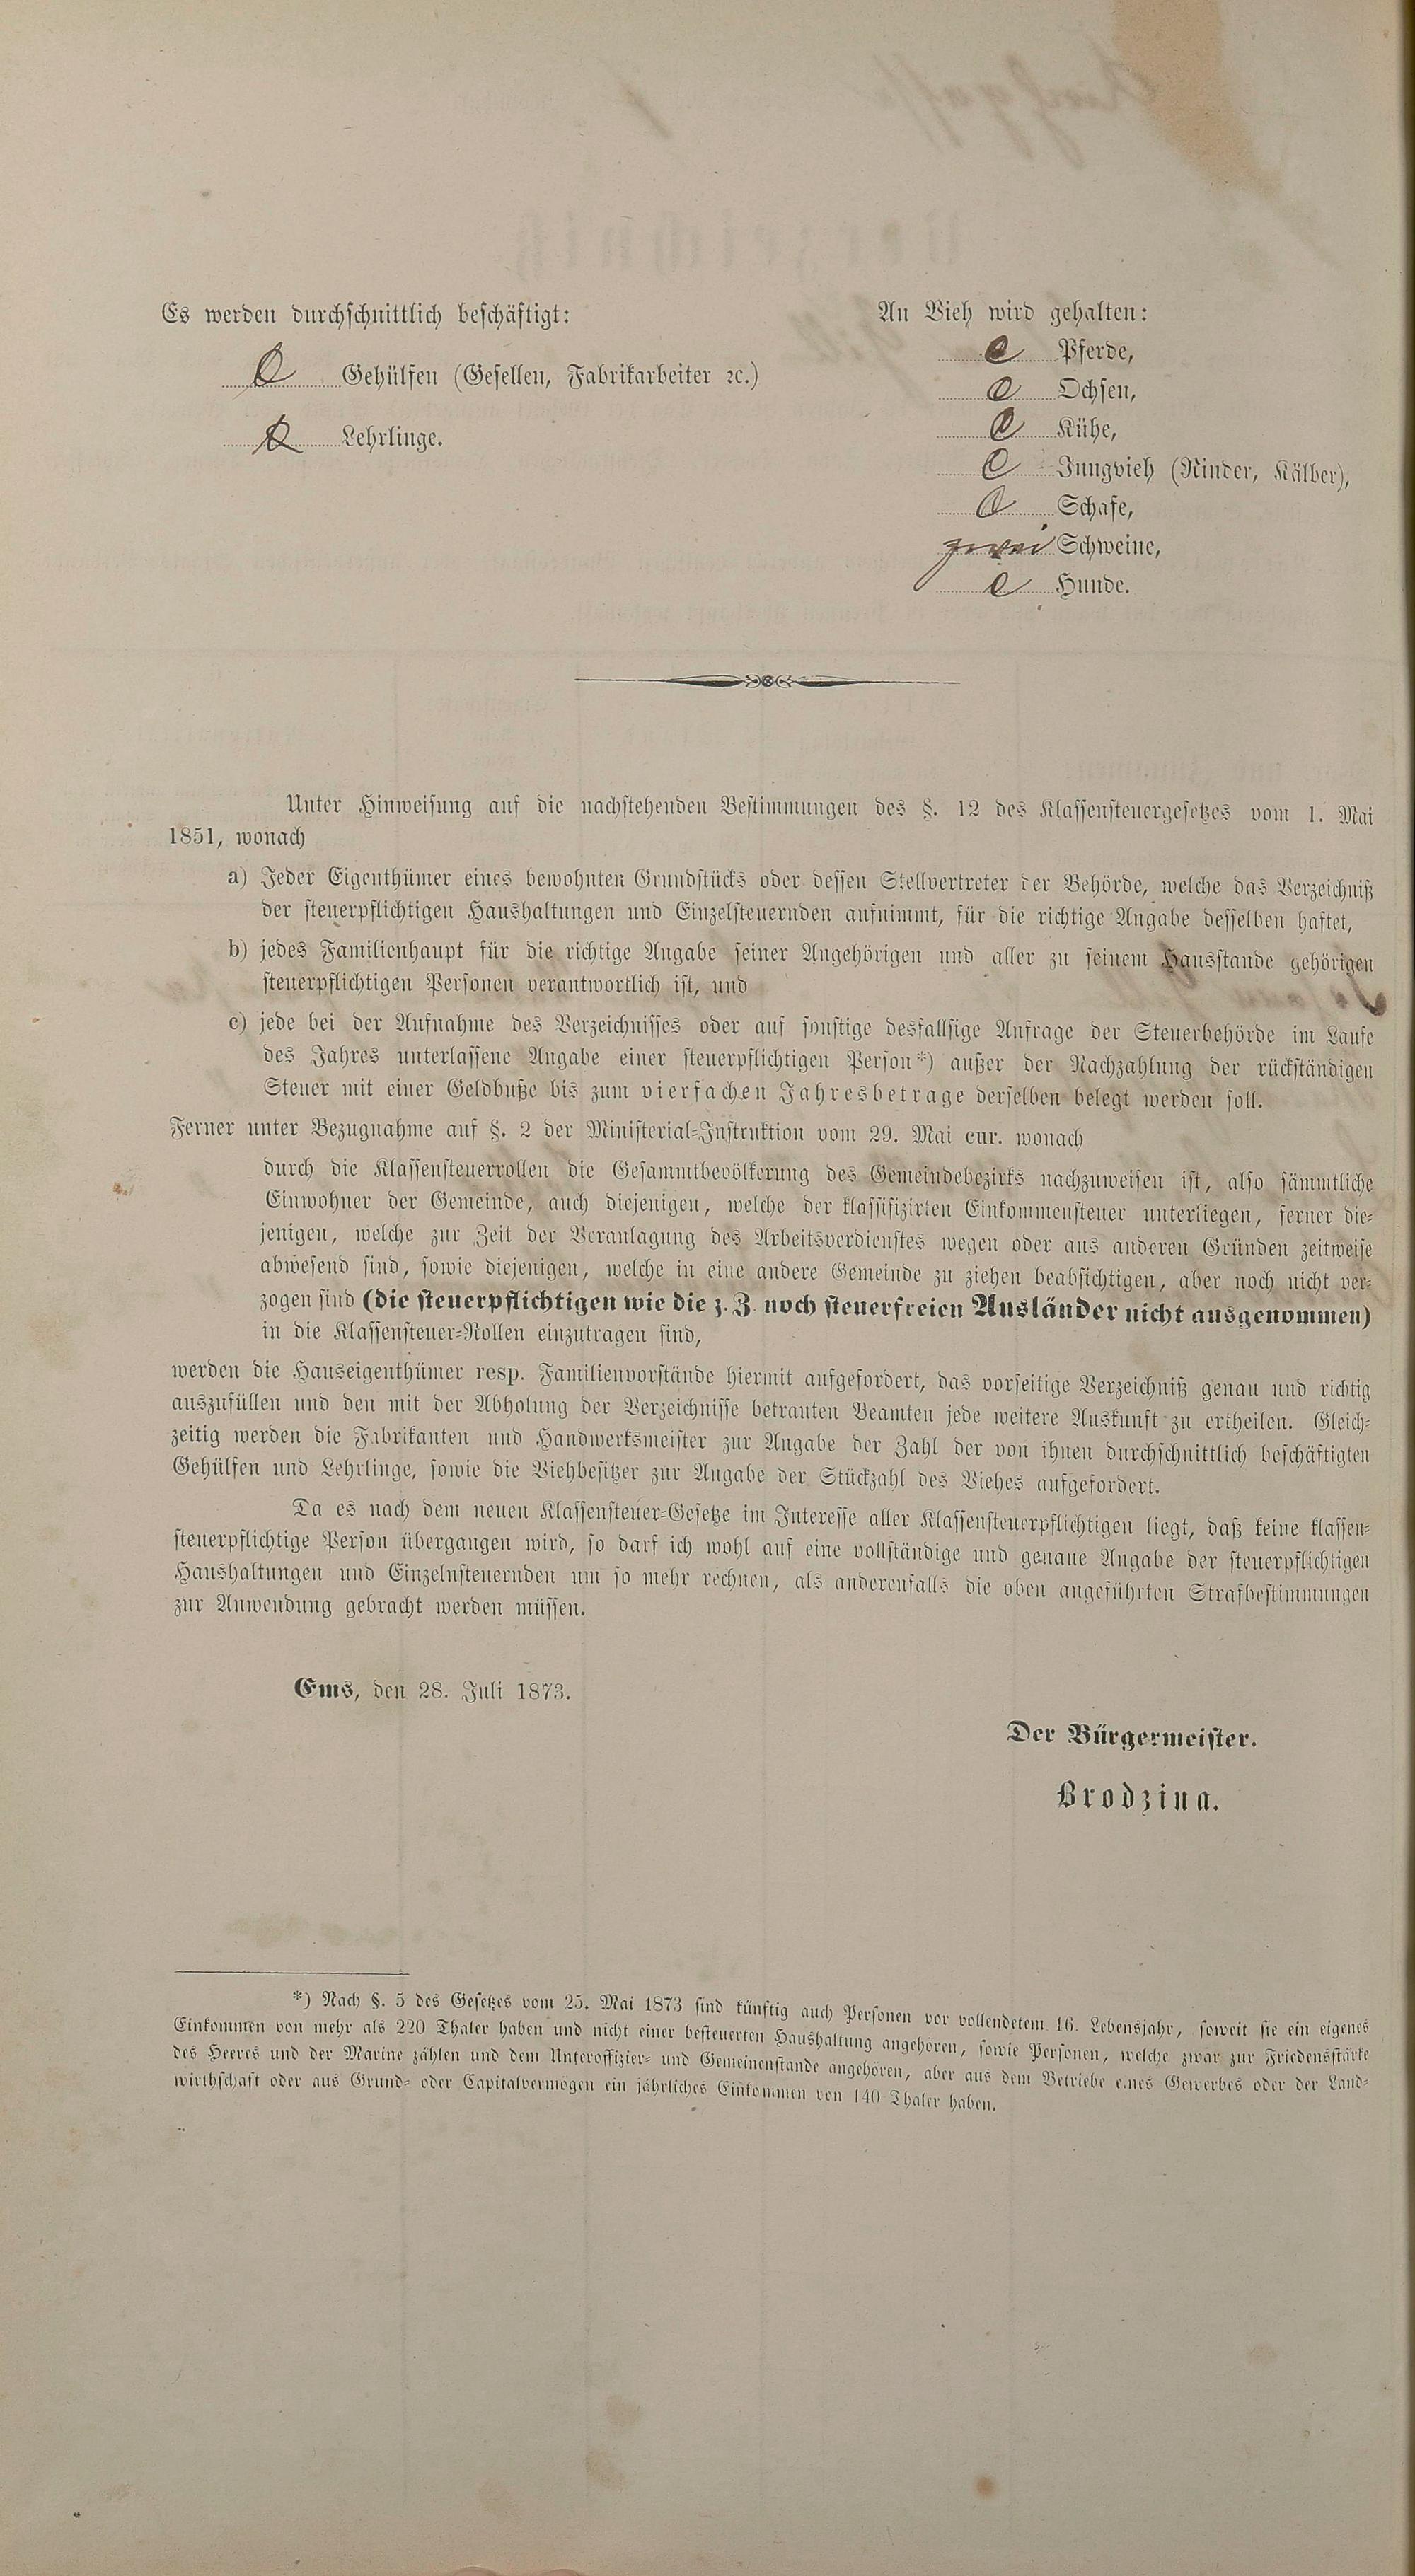 Es werden durchschnittlich beschäftigt:
0 Gehülfen (Gesellen, Fabrikarbeiter ꝛc.)
0 Lehrlinge.
An Vieh wird gehalten:
0 Pferde,
0 Ochsen,
0 Kühe,
0 Jungvieh (Rinder, Kälber),
0 Schafe,
zwei Schweine,
0 Hunde.
Unter Hinweisung auf die nachstehenden Bestimmungen des §. 12 des Klassensteuergesetzes vom 1. Mai
1851, wonach
a) Jeder Eigenthümer eines bewohnten Grundstücks oder dessen Stellvertreter der Behörde, welche das Verzeichniß
der steuerpflichtigen Haushaltungen und Einzelsteuernden aufnimmt, für die richtige Angabe desselben haftet,
b) jedes Familienhaupt für die richtige Angabe seiner Angehörigen und aller zu seinem Hausstande gehörigen
steuerpflichtigen Personen verantwortlich ist, und
c) jede bei der Aufnahme des Verzeichnisses oder auf sonstige desfallsige Anfrage der Steuerbehörde im Laufe
des Jahres unterlassene Angabe einer steuerpflichtigen Person*) außer der Nachzahlung der rückständigen
Steuer mit einer Geldbuße bis zum vierfachen Jahresbetrage derselben belegt werden soll.
Ferner unter Bezugnahme auf §. 2 der Ministerial-Instruktion vom 29. Mai cur. wonach
durch die Klassensteuerrollen die Gesammtbevölkerung des Gemeindebezirks nachzuweisen ist, also sämmtliche
Einwohner der Gemeinde, auch diejenigen, welche der klassifizirten Einkommensteuer unterliegen, ferner die-
jenigen, welche zur Zeit der Veranlagung des Arbeitsverdienstes wegen oder aus anderen Gründen zeitweise
abwesend sind, sowie diejenigen, welche in eine andere Gemeinde zu ziehen beabsichtigen, aber noch nicht ver-
zogen sind (die steuerpflichtigen wie die z. Z. noch steuerfreien Ausländer nicht ausgenommen)
in die Klassensteuer-Rollen einzutragen sind,
werden die Hauseigenthümer resp. Familienvorstände hiermit aufgefordert, das vorseitige Verzeichniß genau und richtig
auszufüllen und den mit der Abholung der Verzeichnisse betrauten Beamten jede weitere Auskunft zu ertheilen. Gleich-
zeitig werden die Fabrikanten und Handwerksmeister zur Angabe der Zahl der von ihnen durchschnittlich beschäftigten
Gehülfen und Lehrlinge, sowie die Viehbesitzer zur Angabe der Stückzahl des Viehes aufgefordert.
Da es nach dem neuen Klassensteuer-Gesetze im Interesse aller Klassensteuerpflichtigen liegt, daß keine klassen-
steuerpflichtige Person übergangen wird, so darf ich wohl auf eine vollständige und genaue Angabe der steuerpflichtigen
Haushaltungen und Einzelnsteuernden um so mehr rechnen, als anderenfalls die oben angeführten Strafbestimmungen
zur Anwendung gebracht werden müssen.
Ems, den 28. Juli 1873.
Der Bürgermeister.
Brodzina.
*) Nach §. 5 des Gesetzes vom 25. Mai 1873 sind künftig auch Personen vor vollendetem 16. Lebensjahr, soweit sie ein eigenes
Einkommen von mehr als 220 Thaler haben und nicht einer besteuerten Haushaltung angehören, sowie Personen, welche zwar zur Friedensstärke
des Heeres und der Marine zählen und dem Unteroffizier- und Gemeinenstande angehören, aber aus dem Betriebe eines Gewerbes oder der Land-
wirthschaft oder aus Grund- oder Capitalvermögen ein jährliches Einkommen von 140 Thaler haben.